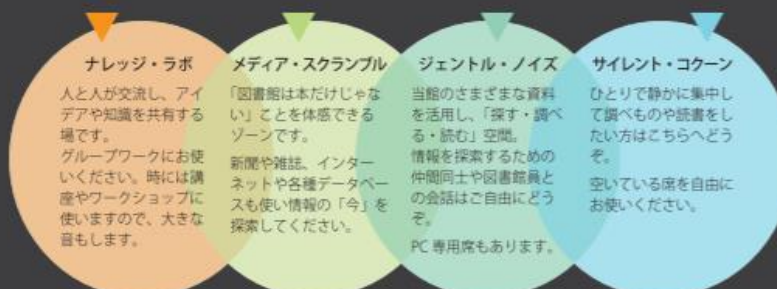 ナレッジ・ラボ
人と人が交流し、アイ
デアや知識を共有する
場です。
グループワークにお使
いください。時には講
座やワークショップに
使いますので、大きな
音もします。
メディア・スクランブル
「図書館は本だけじゃな
い」ことを体感できる
ゾーンです。
新聞や雑誌、インター
ネットや各種データベー
スも使い情報の「今」を
探索してください。
ジェントル・ノイズ
当館のさまざまな資料
を活用し、「探す・調べ
る・読む」空間。
情報を探索するための
仲間同士や図書館員と
の会話はご自由にどう
ぞ。
PC 専用席もあります。
サイレント・コクーン
ひとりで静かに集中し
て調べものや読書をし
たい方はこちらへどう
ぞ。
空いている席を自由に
お使いください。